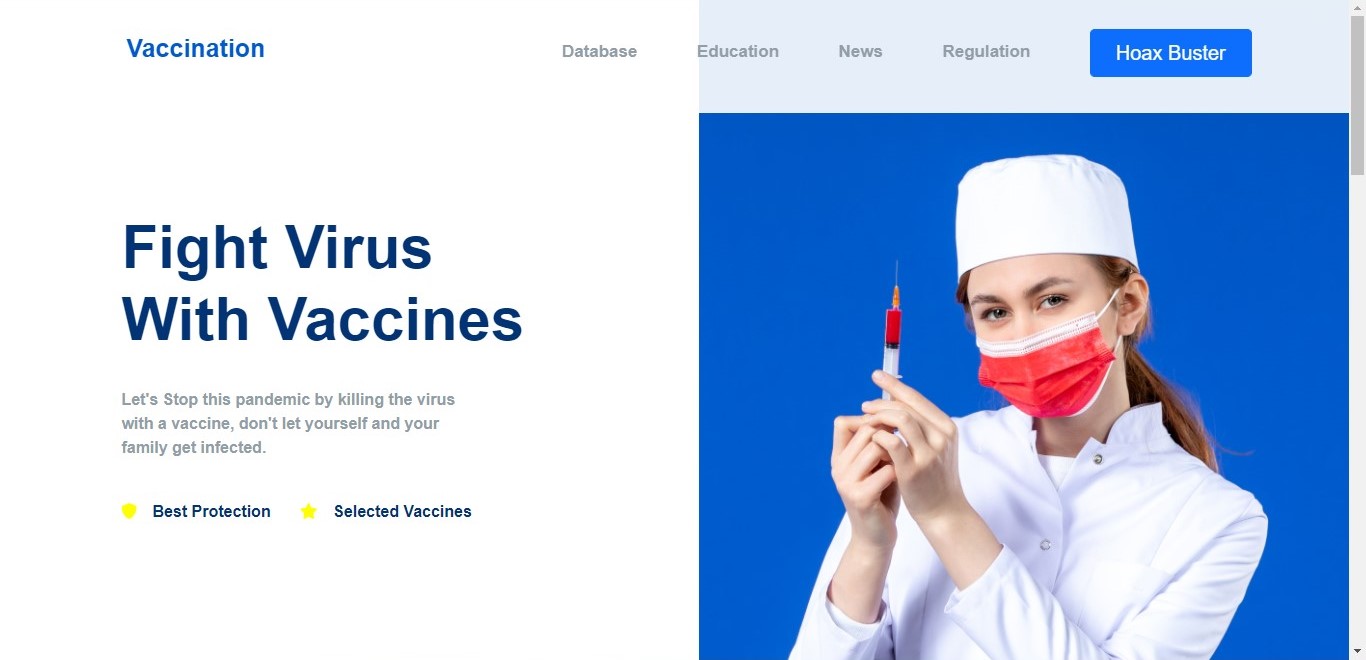 Vaccination
Database Education News Regulation Hoax Buster
Fight Virus
With Vaccines
Let's Stop this pandemic by killing the virus
with a vaccine, don't let yourself and your
family get infected.
Best Protection Selected Vaccines